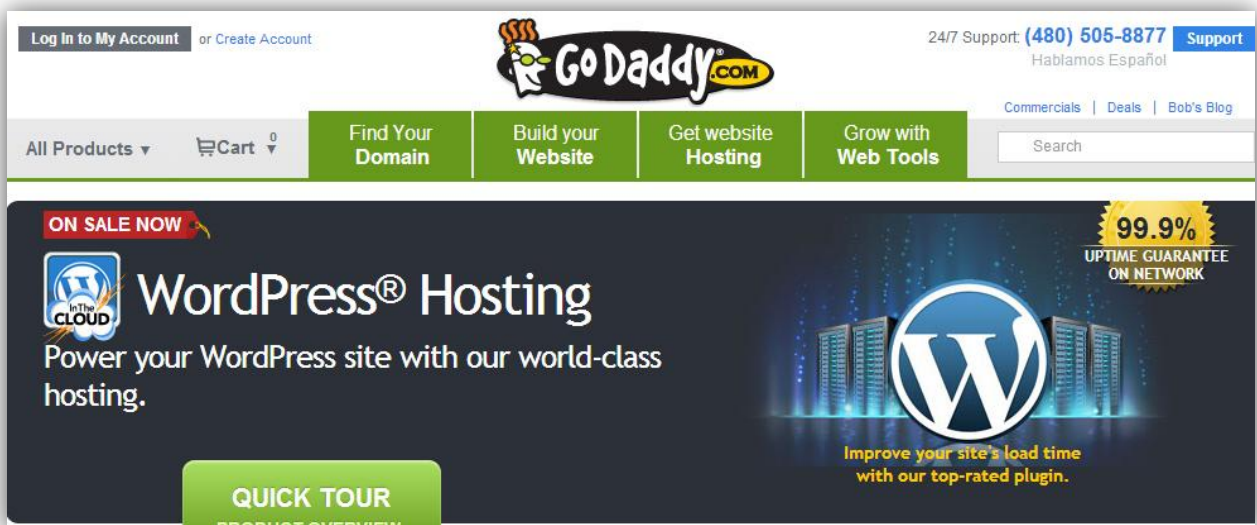 Log In to My Account or Create Account
GoDaddy.COM
24/7 Support: (480) 505-8877 Support
Hablamos Español
Commercials | Deals | Bob's Blog
All Products ▾ Cart 0 ▾
Find Your
Domain
Build your
Website
Get website
Hosting
Grow with
Web Tools
Search
ON SALE NOW
99.9%
UPTIME GUARANTEE
ON NETWORK
In The
CLOUD
WordPress® Hosting
Power your WordPress site with our world-class
hosting.
W
Improve your site's load time
with our top-rated plugin.
QUICK TOUR
PRODUCT OVERVIEW